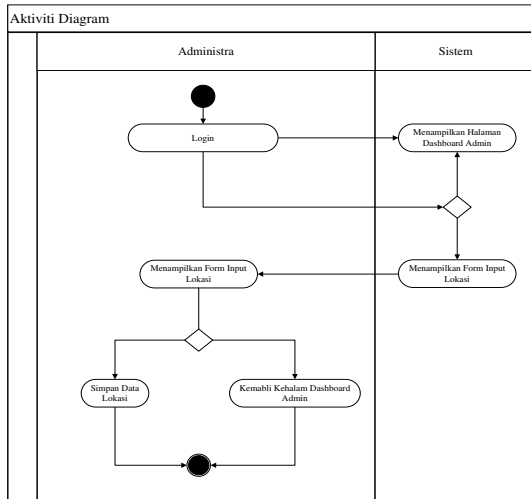 Aktiviti Diagram
Administra
Sistem
Login
Menampilkan Halaman
Dashboard Admin
Menampilkan Form Input
Lokasi
Menampilkan Form Input
Lokasi
Simpan Data
Lokasi
Kemabli Kehalam Dashboard
Admin